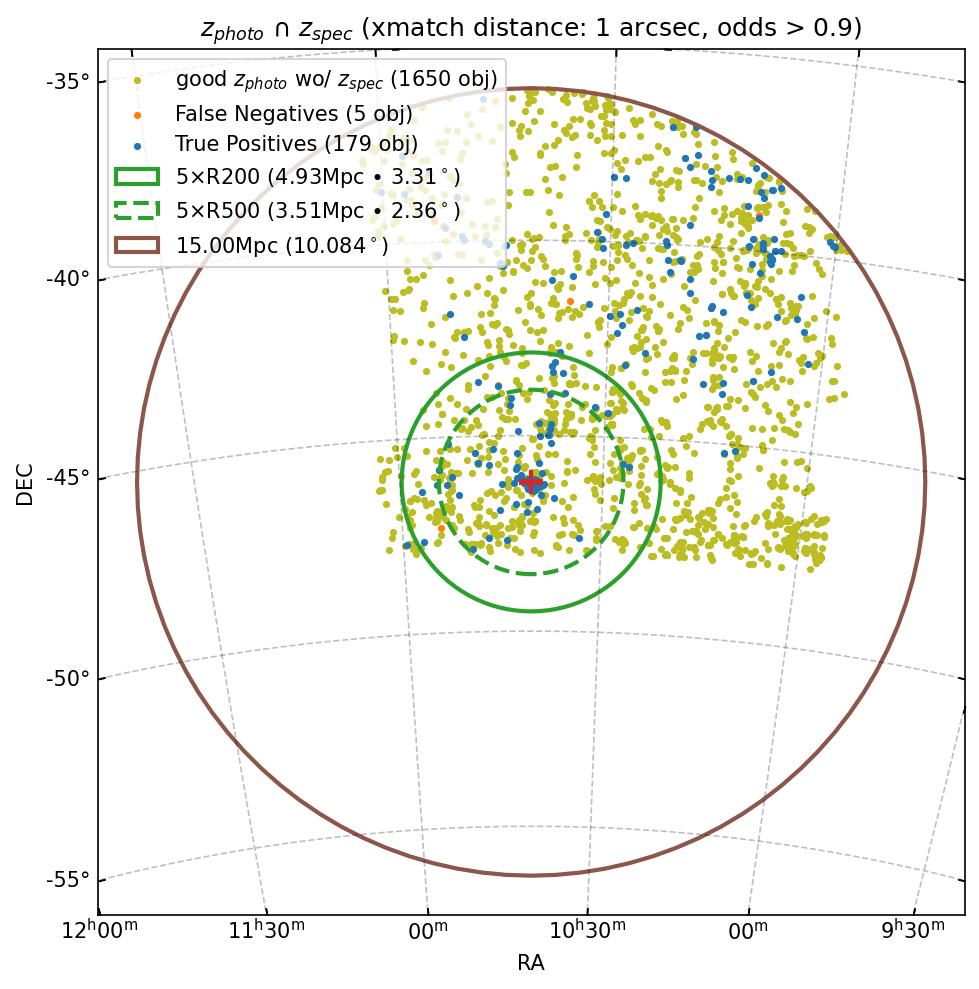 z_photo ∩ z_spec (xmatch distance: 1 arcsec, odds > 0.9)
good z_photo wo/ z_spec (1650 obj)
False Negatives (5 obj)
True Positives (179 obj)
5×R200 (4.93Mpc • 3.31°)
5×R500 (3.51Mpc • 2.36°)
15.00Mpc (10.084°)
-35°
-40°
-45°
-50°
-55°
DEC
12ʰ00ᵐ 11ʰ30ᵐ 00ᵐ 10ʰ30ᵐ 00ᵐ 9ʰ30ᵐ
RA